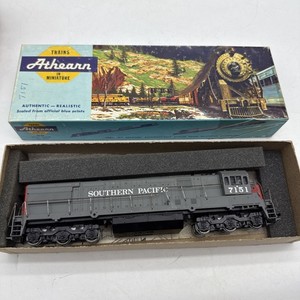 TRAINS
Athearn
IN
MINIATURE
AUTHENTIC — REALISTIC
Scaled from official blue prints
SOUTHERN PACIFIC
7151